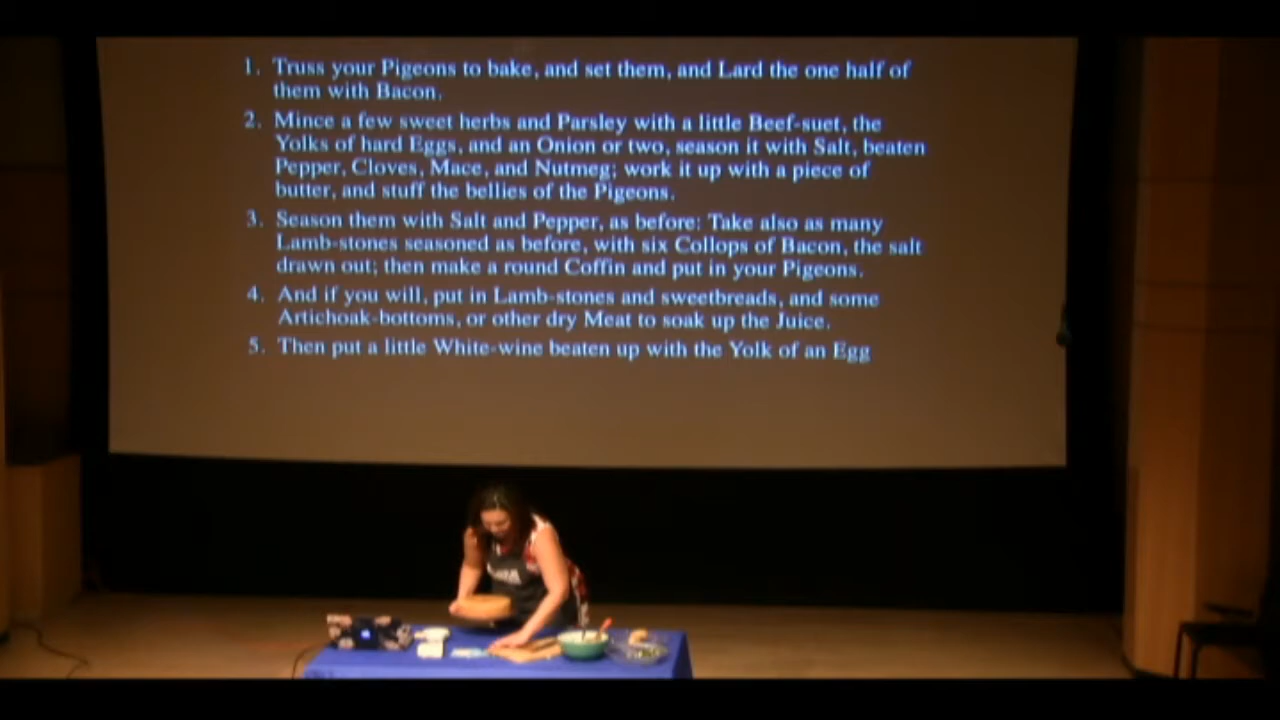 1. Truss your Pigeons to bake, and set them, and Lard the one half of
them with Bacon.
2. Mince a few sweet herbs and Parsley with a little Beef-suet, the
Yolks of hard Eggs, and an Onion or two, season it with Salt, beaten
Pepper, Cloves, Mace, and Nutmeg; work it up with a piece of
butter, and stuff the bellies of the Pigeons.
3. Season them with Salt and Pepper, as before: Take also as many
Lamb-stones seasoned as before, with six Collops of Bacon, the salt
drawn out; then make a round Coffin and put in your Pigeons.
4. And if you will, put in Lamb-stones and sweetbreads, and some
Artichoak-bottoms, or other dry Meat to soak up the Juice.
5. Then put a little White-wine beaten up with the Yolk of an Egg